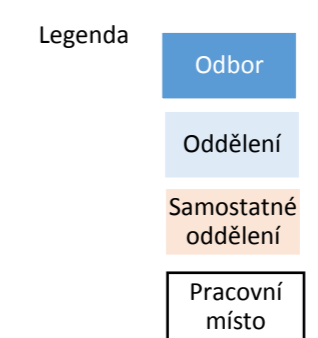 Legenda
Odbor
Oddělení
Samostatné
oddělení
Pracovní
místo